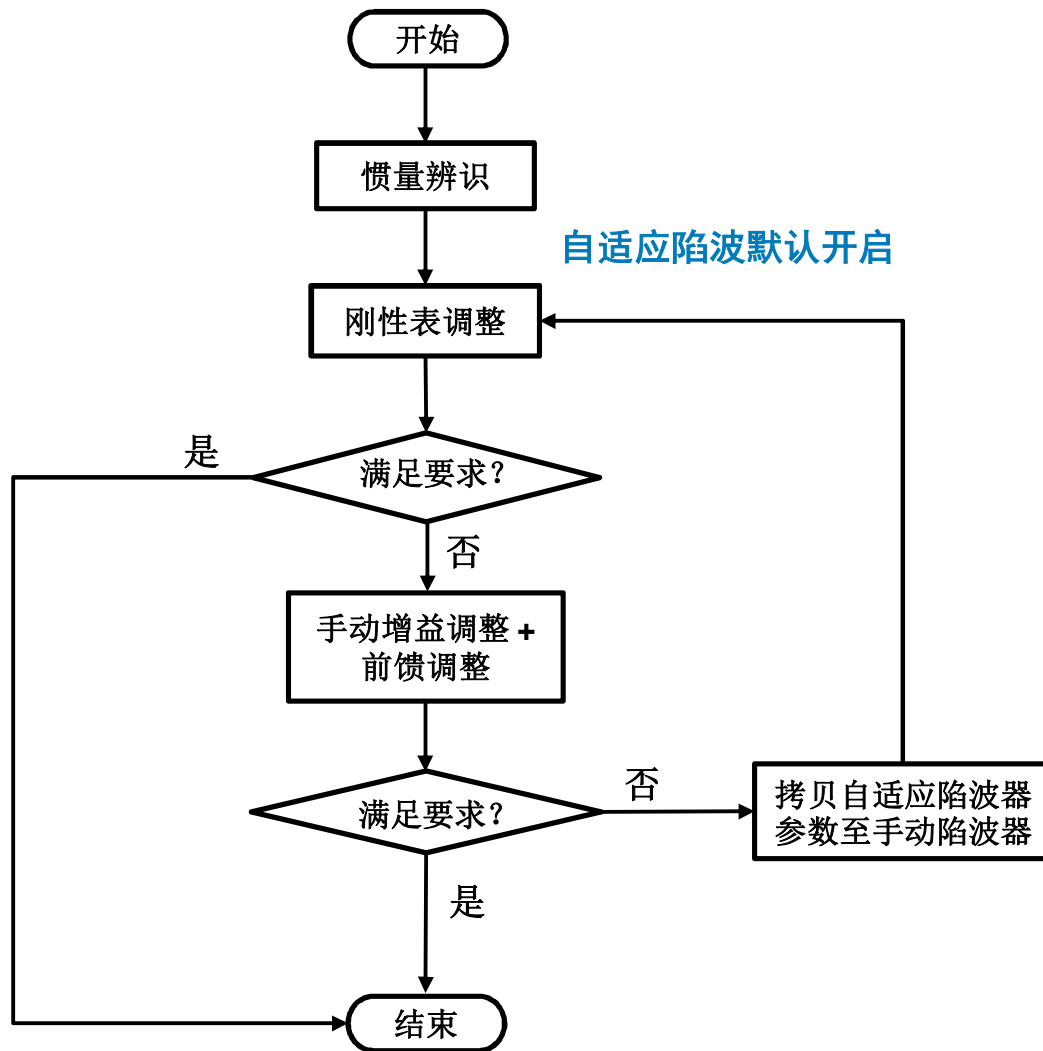 开始
惯量辨识
自适应陷波默认开启
刚性表调整
是
满足要求？
否
手动增益调整 +
前馈调整
满足要求？
否
拷贝自适应陷波器
参数至手动陷波器
是
结束